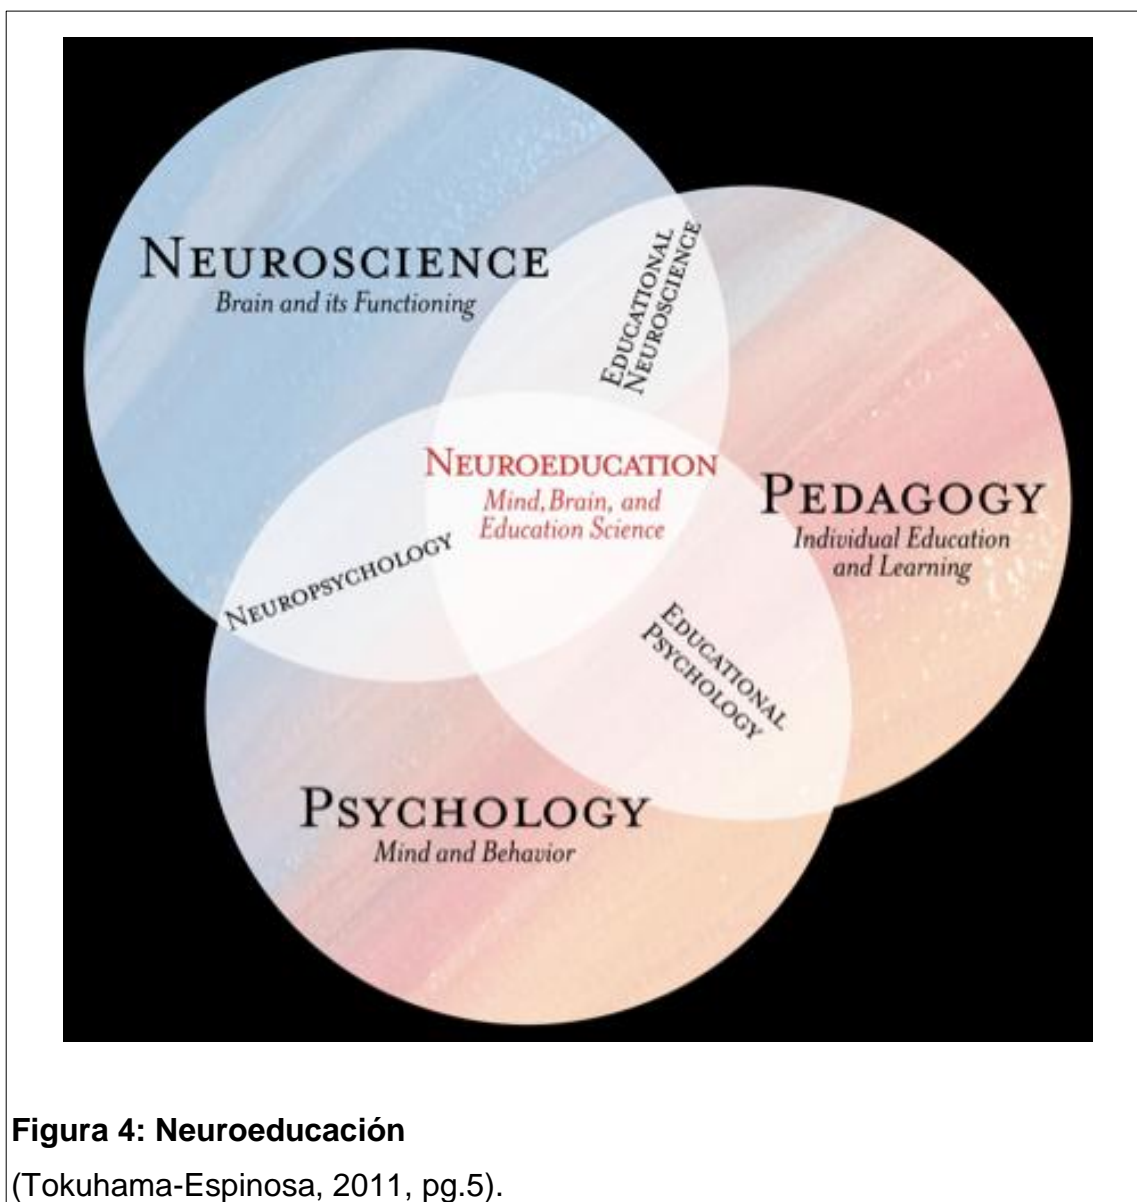 NEUROSCIENCE
Brain and its Functioning
EDUCATIONAL
NEUROSCIENCE
NEUROEDUCATION
Mind, Brain, and
Education Science
PEDAGOGY
Individual Education
and Learning
NEUROPSYCHOLOGY
EDUCATIONAL
PSYCHOLOGY
PSYCHOLOGY
Mind and Behavior
Figura 4: Neuroeducación
(Tokuhama-Espinosa, 2011, pg.5).